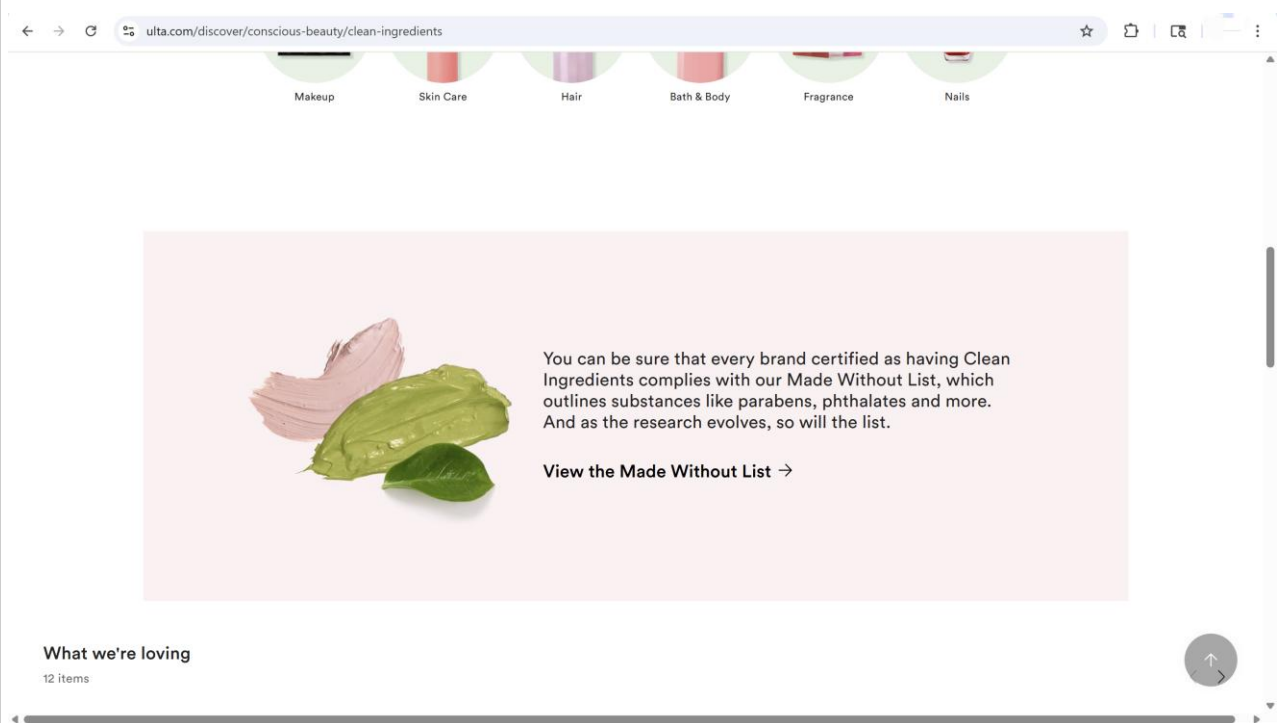 ulta.com/discover/conscious-beauty/clean-ingredients
Makeup
Skin Care
Hair
Bath & Body
Fragrance
Nails
You can be sure that every brand certified as having Clean
Ingredients complies with our Made Without List, which
outlines substances like parabens, phthalates and more.
And as the research evolves, so will the list.
View the Made Without List →
What we're loving
12 items